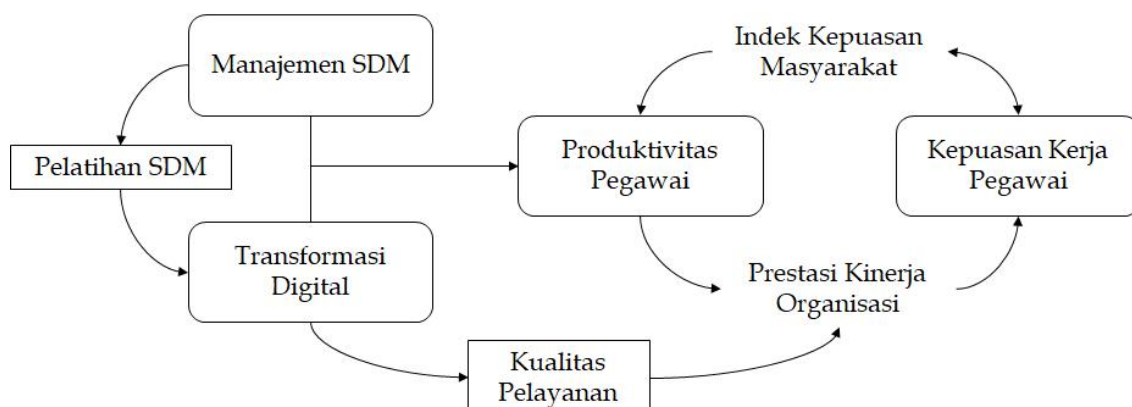 Manajemen SDM
Indek Kepuasan
Masyarakat
Pelatihan SDM
Produktivitas
Pegawai
Kepuasan Kerja
Pegawai
Transformasi
Digital
Prestasi Kinerja
Organisasi
Kualitas
Pelayanan